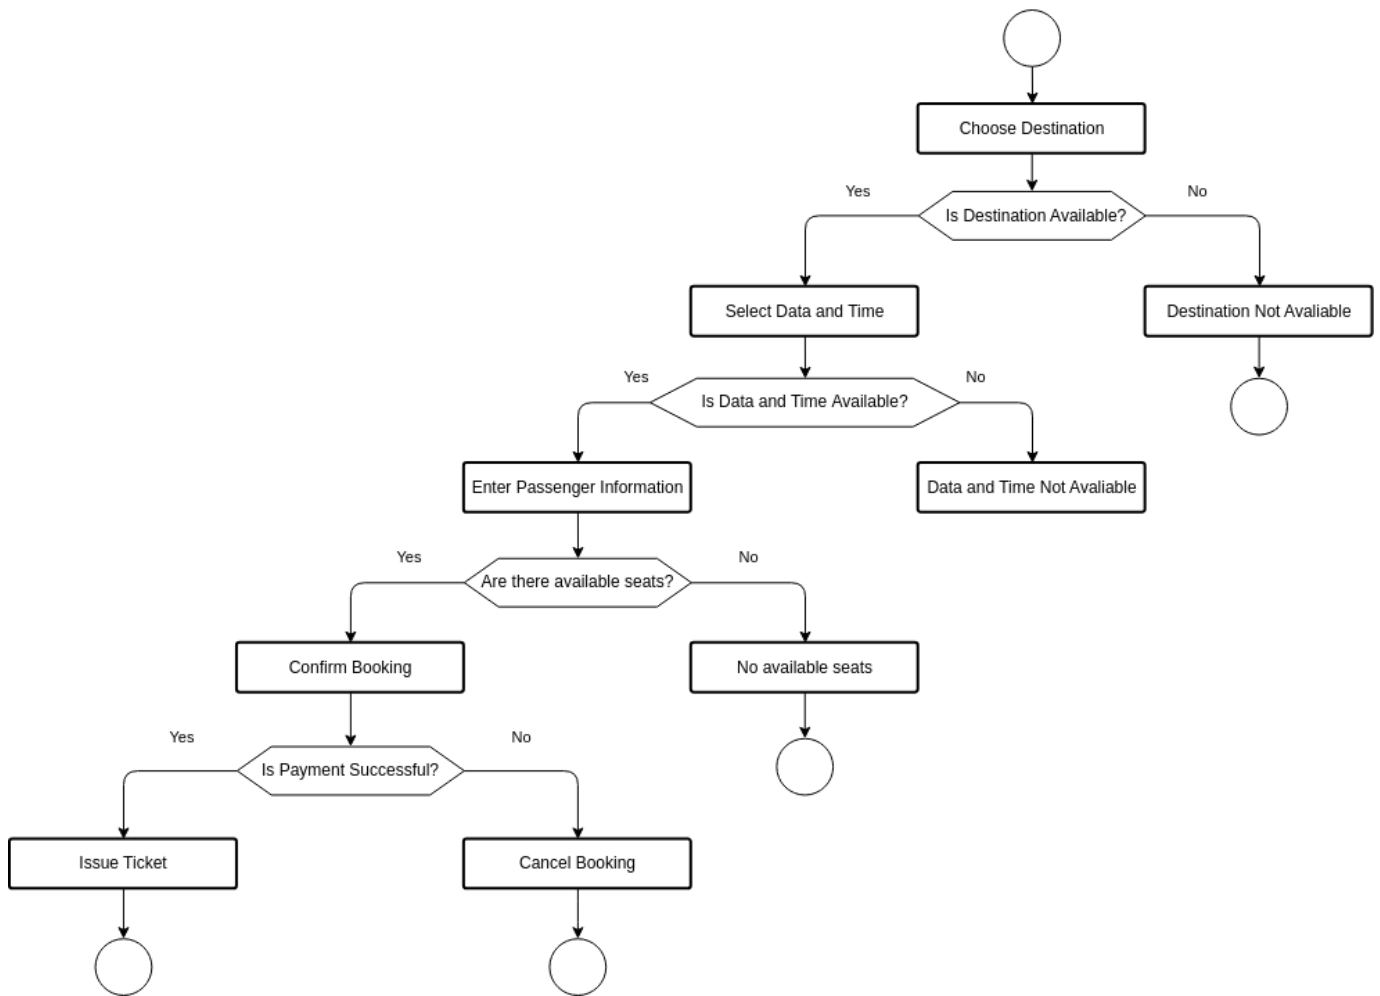 Choose Destination
Yes
No
Is Destination Available?
Select Data and Time
Destination Not Avaliable
Yes
No
Is Data and Time Available?
Enter Passenger Information
Data and Time Not Avaliable
Yes
No
Are there available seats?
Confirm Booking
No available seats
Yes
No
Is Payment Successful?
Issue Ticket
Cancel Booking